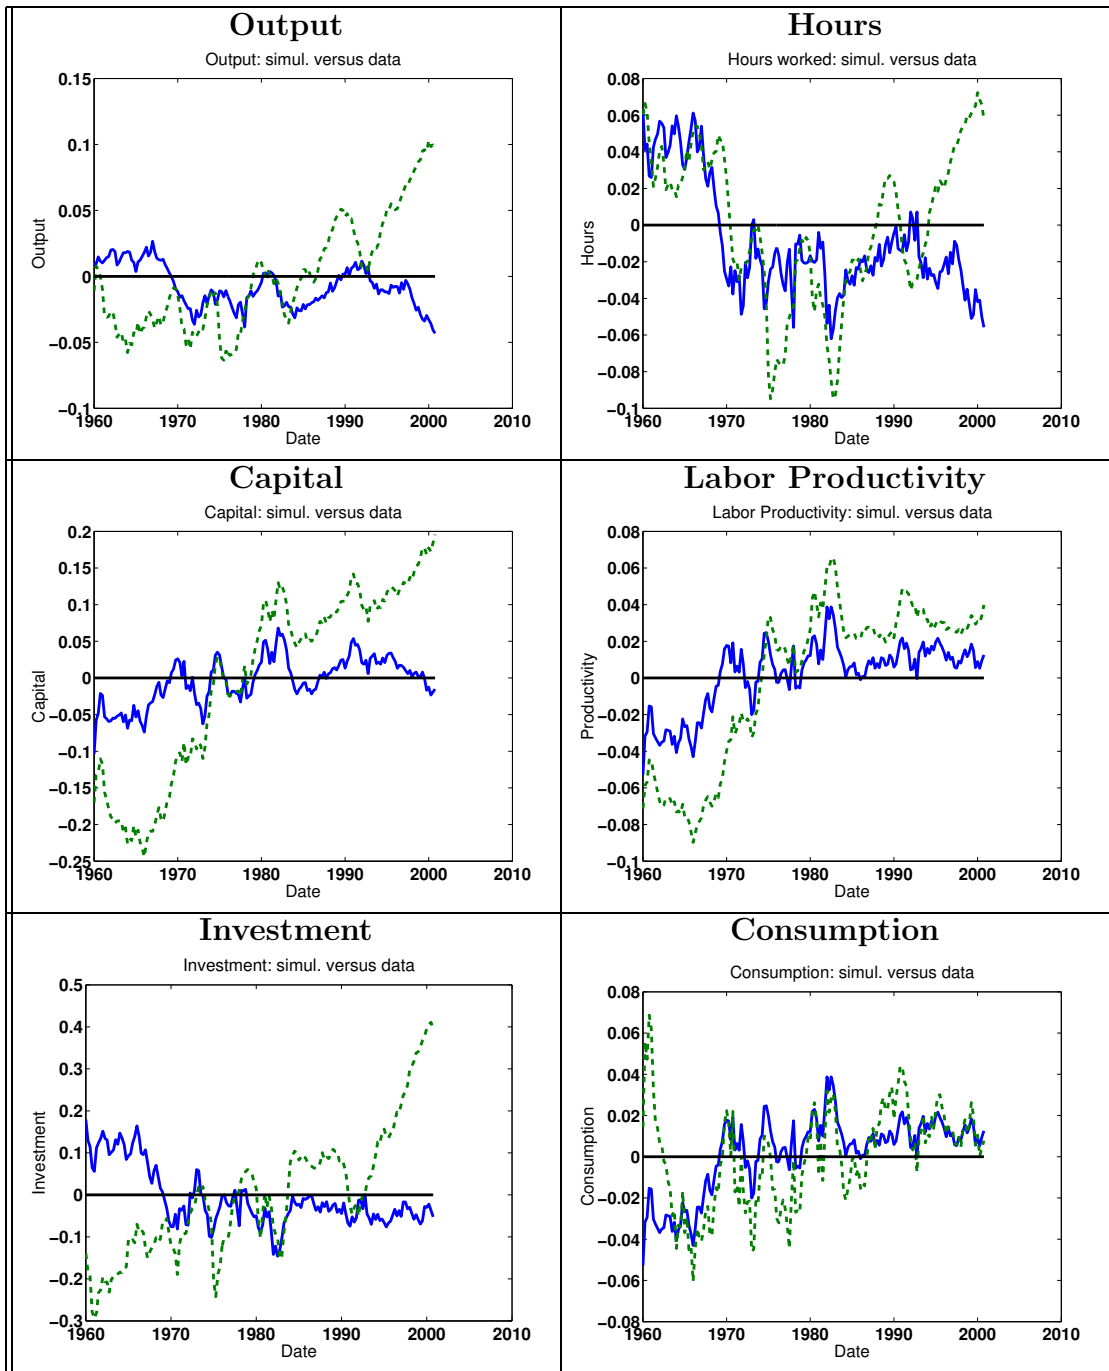 Output
Output: simul. versus data
0.15
0.1
0.05
0
−0.05
−0.1
Output
1960 1970 1980 1990 2000 2010
Date
Hours
Hours worked: simul. versus data
0.08
0.06
0.04
0.02
0
−0.02
−0.04
−0.06
−0.08
−0.1
Hours
1960 1970 1980 1990 2000 2010
Date
Capital
Capital: simul. versus data
0.2
0.15
0.1
0.05
0
−0.05
−0.1
−0.15
−0.2
−0.25
Capital
1960 1970 1980 1990 2000 2010
Date
Labor Productivity
Labor Productivity: simul. versus data
0.08
0.06
0.04
0.02
0
−0.02
−0.04
−0.06
−0.08
−0.1
Productivity
1960 1970 1980 1990 2000 2010
Date
Investment
Investment: simul. versus data
0.5
0.4
0.3
0.2
0.1
0
−0.1
−0.2
−0.3
Investment
1960 1970 1980 1990 2000 2010
Date
Consumption
Consumption: simul. versus data
0.08
0.06
0.04
0.02
0
−0.02
−0.04
−0.06
−0.08
Consumption
1960 1970 1980 1990 2000 2010
Date